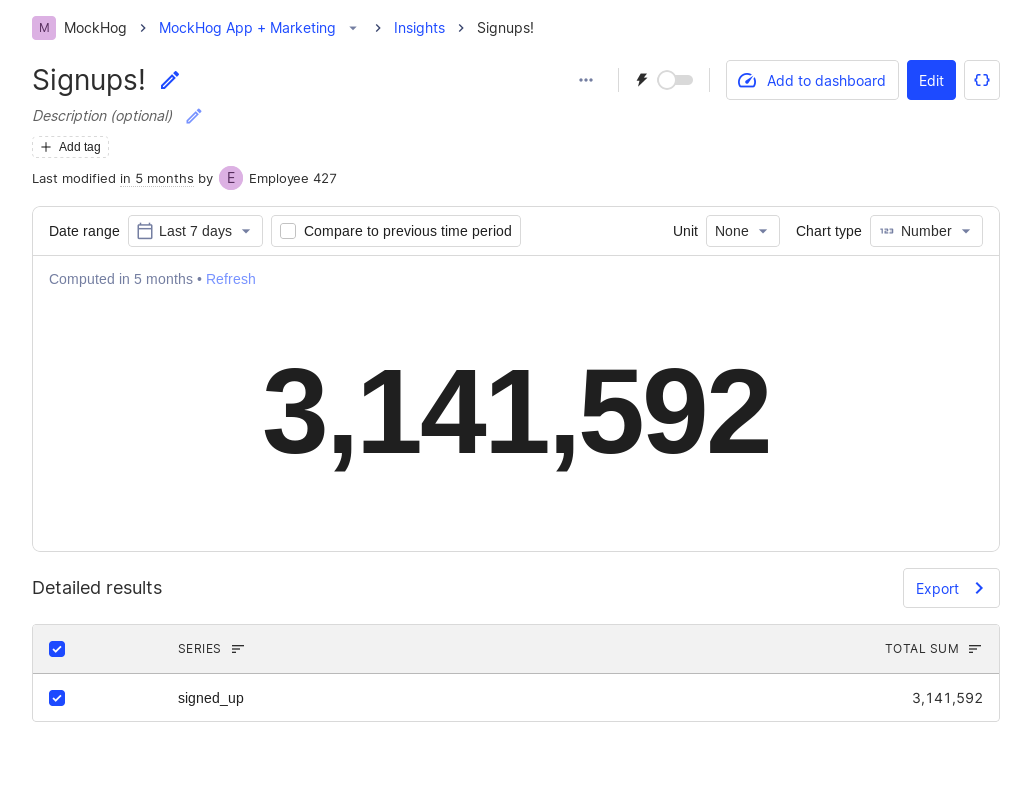 M MockHog MockHog App + Marketing Insights Signups!
Signups!
Add to dashboard Edit
Description (optional)
Add tag
Last modified in 5 months by E Employee 427
Date range Last 7 days Compare to previous time period Unit None Chart type 123 Number
Computed in 5 months • Refresh
3,141,592
Detailed results Export
SERIES TOTAL SUM
signed_up 3,141,592